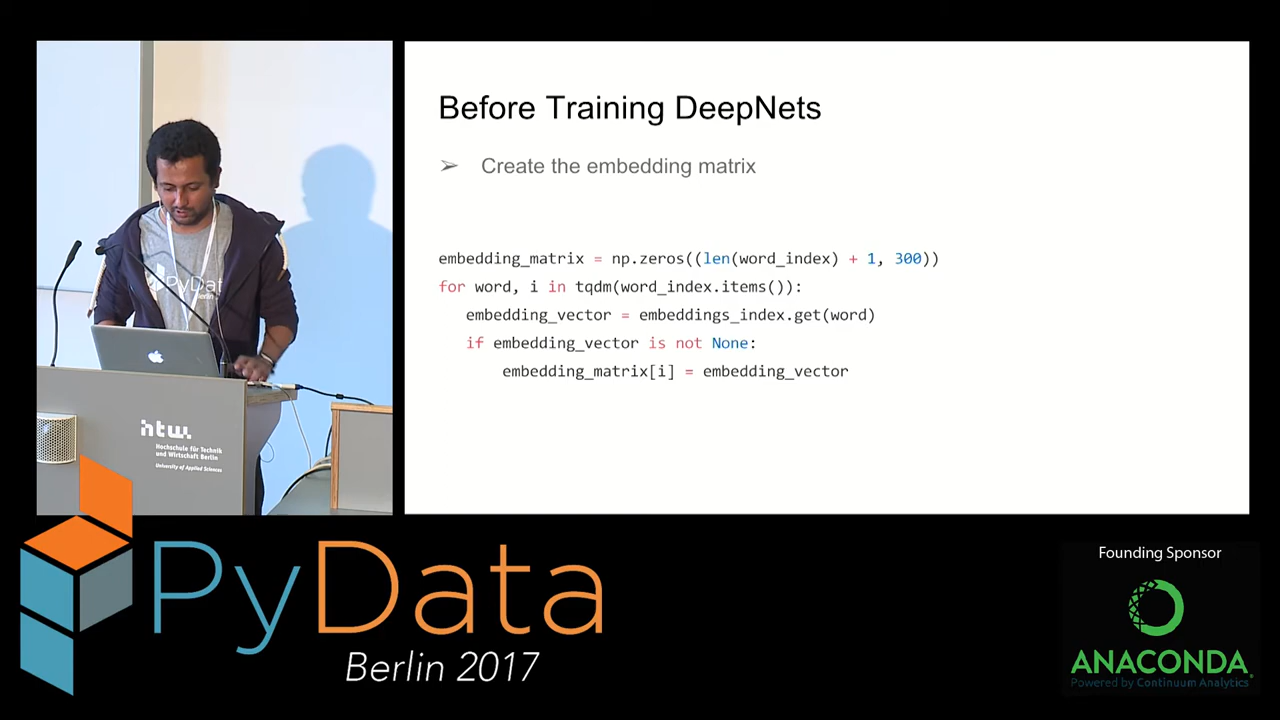 Before Training DeepNets
➢ Create the embedding matrix
embedding_matrix = np.zeros((len(word_index) + 1, 300))
for word, i in tqdm(word_index.items()):
    embedding_vector = embeddings_index.get(word)
    if embedding_vector is not None:
        embedding_matrix[i] = embedding_vector
PyData
Berlin
htw
Hochschule für Technik
und Wirtschaft Berlin
University of Applied Sciences
PyData
Berlin 2017
Founding Sponsor
ANACONDA
Powered by Continuum Analytics